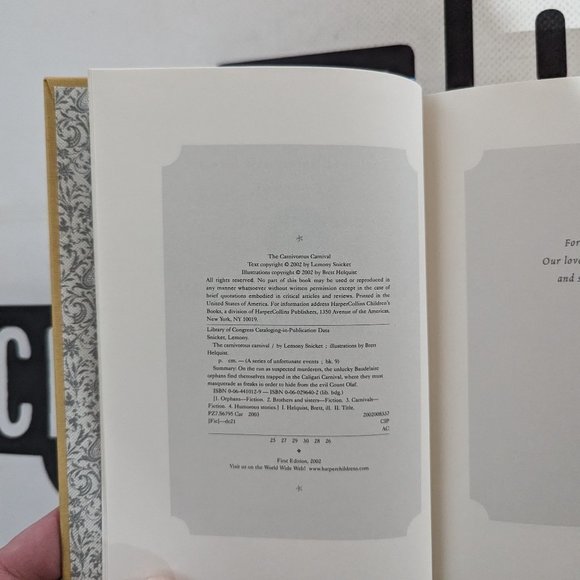 The Carnivorous Carnival
Text copyright © 2002 by Lemony Snicket
Illustrations copyright © 2002 by Brett Helquist
All rights reserved. No part of this book may be used or reproduced in
any manner whatsoever without written permission except in the case of
brief quotations embodied in critical articles and reviews. Printed in the
United States of America. For information address HarperCollins Children's
Books, a division of HarperCollins Publishers, 1350 Avenue of the Americas,
New York, NY 10019.
Library of Congress Cataloging-in-Publication Data
Snicket, Lemony.
The carnivorous carnival / by Lemony Snicket ; illustrations by Brett
Helquist.
p. cm. — (A series of unfortunate events ; bk. 9)
Summary: On the run as suspected murderers, the unlucky Baudelaire
orphans find themselves trapped in the Caligari Carnival, where they must
masquerade as freaks in order to hide from the evil Count Olaf.
ISBN 0-06-441012-9 — ISBN 0-06-029640-2 (lib. bdg.)
[1. Orphans—Fiction. 2. Brothers and sisters—Fiction. 3. Carnivals—
Fiction. 4. Humorous stories.] I. Helquist, Brett, ill. II. Title.
PZ7.S6795 Car 2003 2002008337
[Fic]—dc21 CIP
AC
25 27 29 30 28 26
First Edition, 2002
Visit us on the World Wide Web! www.harperchildrens.com
For
Our love
and s
C